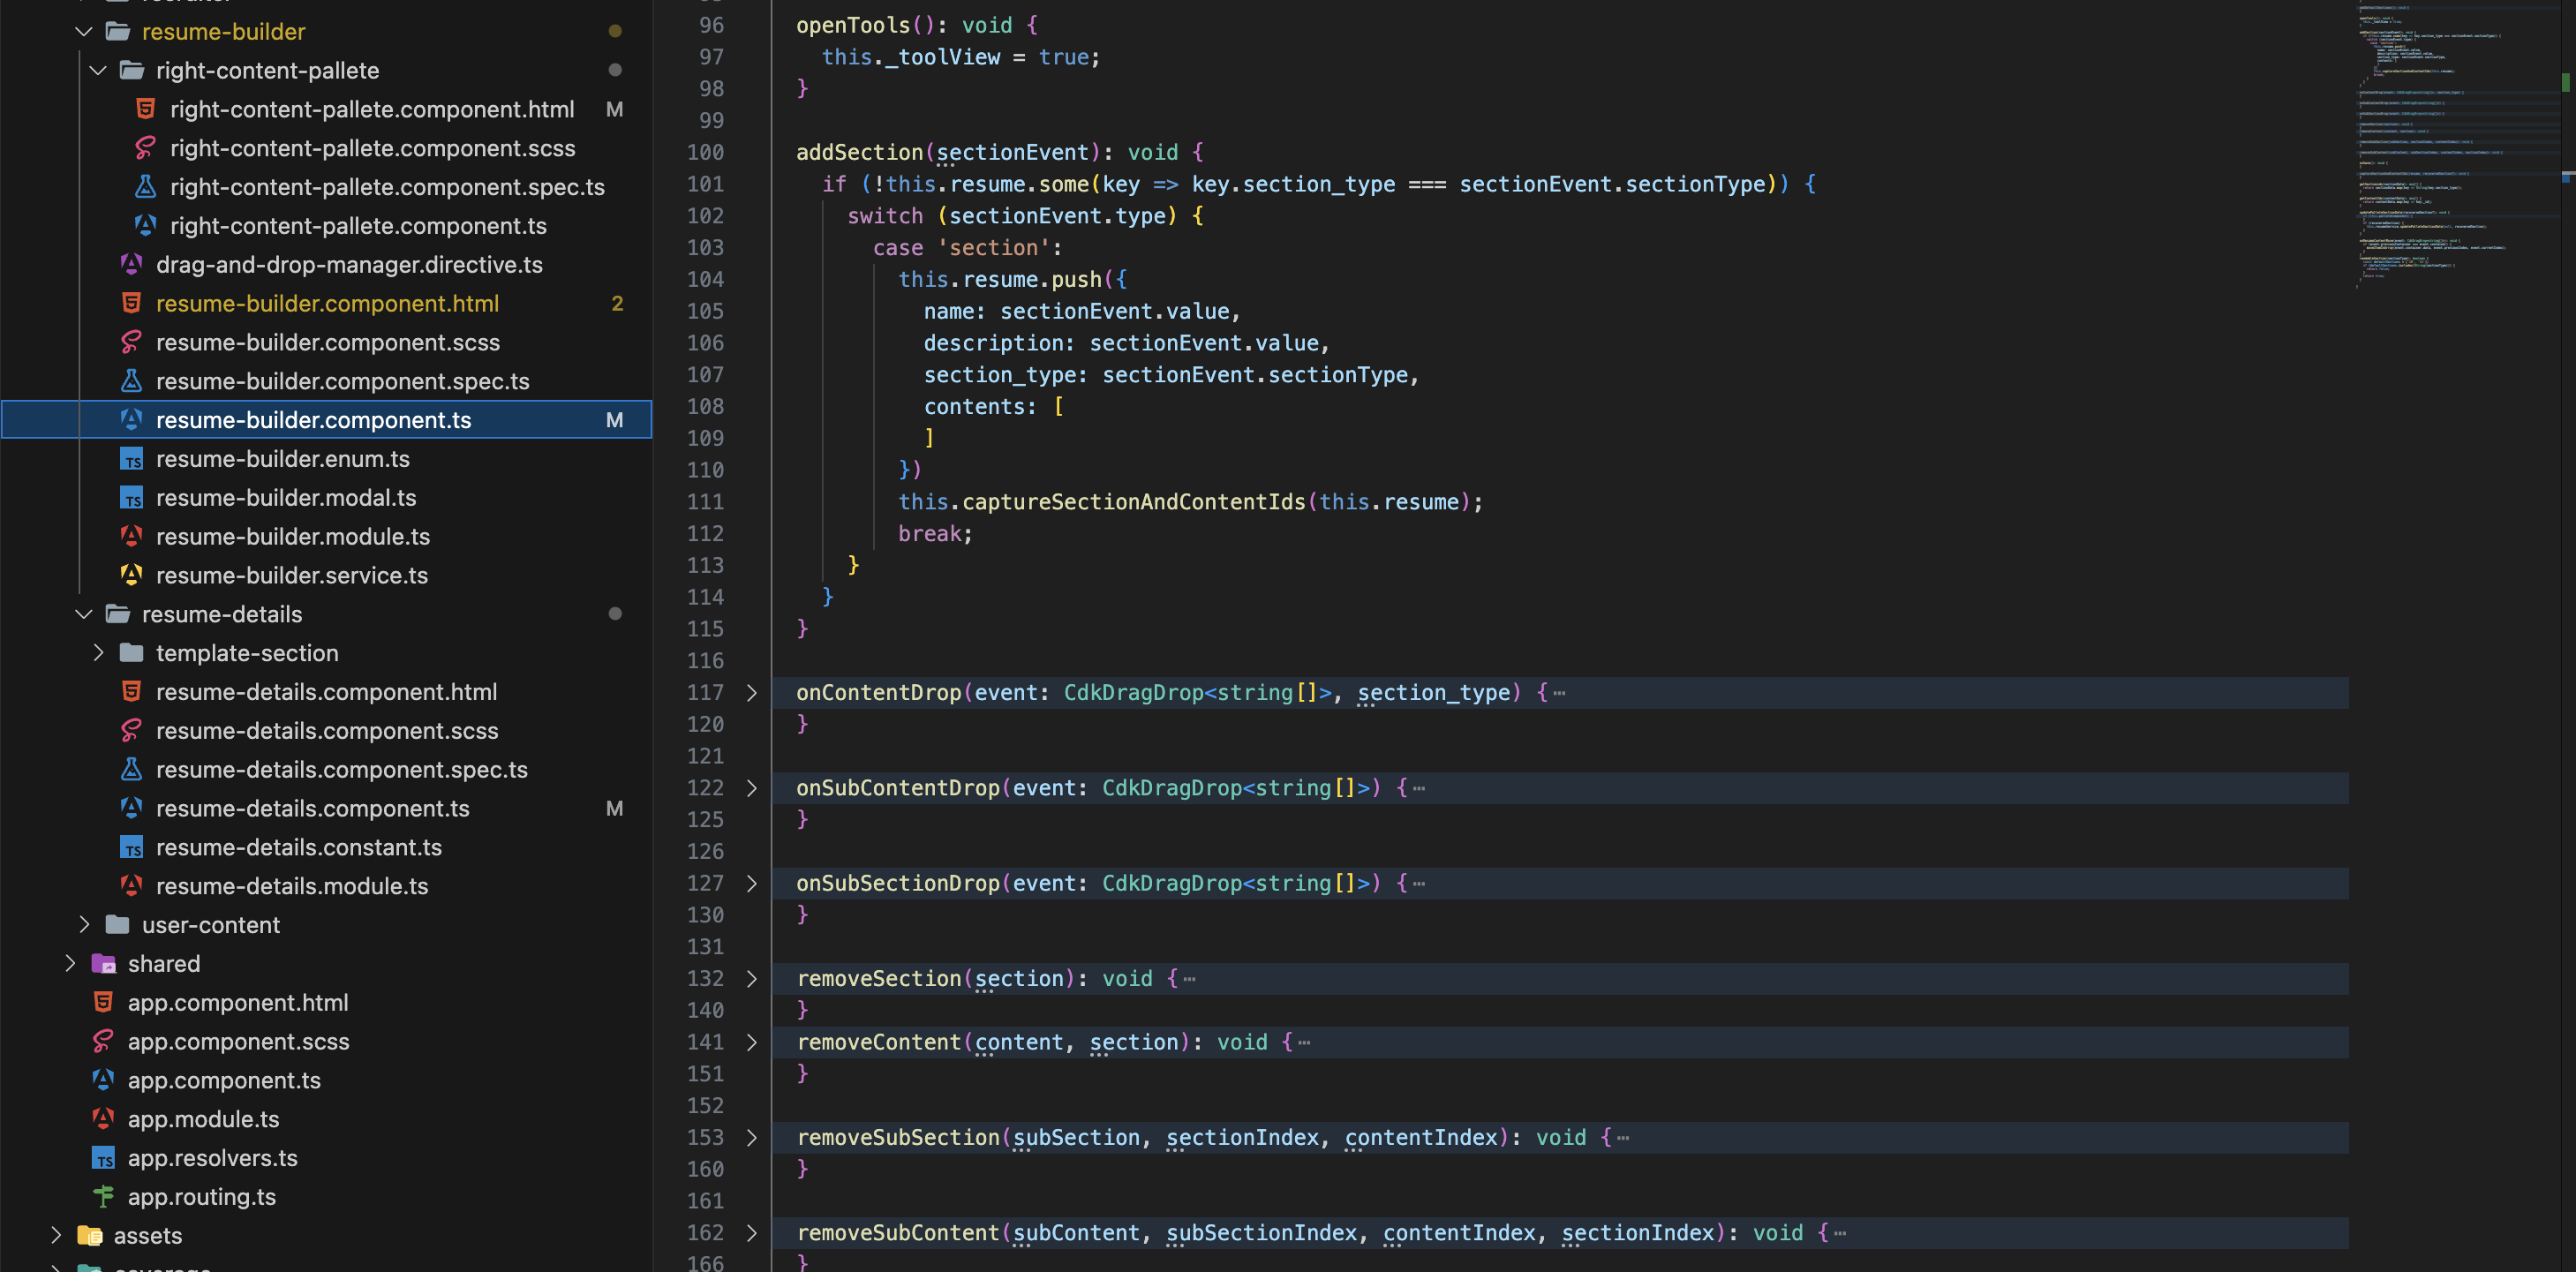 resume-builder
right-content-pallete
right-content-pallete.component.html M
right-content-pallete.component.scss
right-content-pallete.component.spec.ts
right-content-pallete.component.ts
drag-and-drop-manager.directive.ts
resume-builder.component.html 2
resume-builder.component.scss
resume-builder.component.spec.ts
resume-builder.component.ts M
resume-builder.enum.ts
resume-builder.modal.ts
resume-builder.module.ts
resume-builder.service.ts
resume-details
template-section
resume-details.component.html
resume-details.component.scss
resume-details.component.spec.ts
resume-details.component.ts M
resume-details.constant.ts
resume-details.module.ts
user-content
shared
app.component.html
app.component.scss
app.component.ts
app.module.ts
app.resolvers.ts
app.routing.ts
assets
96 openTools(): void {
97 this._toolView = true;
98 }
99
100 addSection(sectionEvent): void {
101 if (!this.resume.some(key => key.section_type === sectionEvent.sectionType)) {
102 switch (sectionEvent.type) {
103 case 'section':
104 this.resume.push({
105 name: sectionEvent.value,
106 description: sectionEvent.value,
107 section_type: sectionEvent.sectionType,
108 contents: [
109 ]
110 })
111 this.captureSectionAndContentIds(this.resume);
112 break;
113 }
114 }
115 }
116
117 onContentDrop(event: CdkDragDrop<string[]>, section_type) {⋯
120 }
121
122 onSubContentDrop(event: CdkDragDrop<string[]>) {⋯
125 }
126
127 onSubSectionDrop(event: CdkDragDrop<string[]>) {⋯
130 }
131
132 removeSection(section): void {⋯
140 }
141 removeContent(content, section): void {⋯
151 }
152
153 removeSubSection(subSection, sectionIndex, contentIndex): void {⋯
160 }
161
162 removeSubContent(subContent, subSectionIndex, contentIndex, sectionIndex): void {⋯
166 }